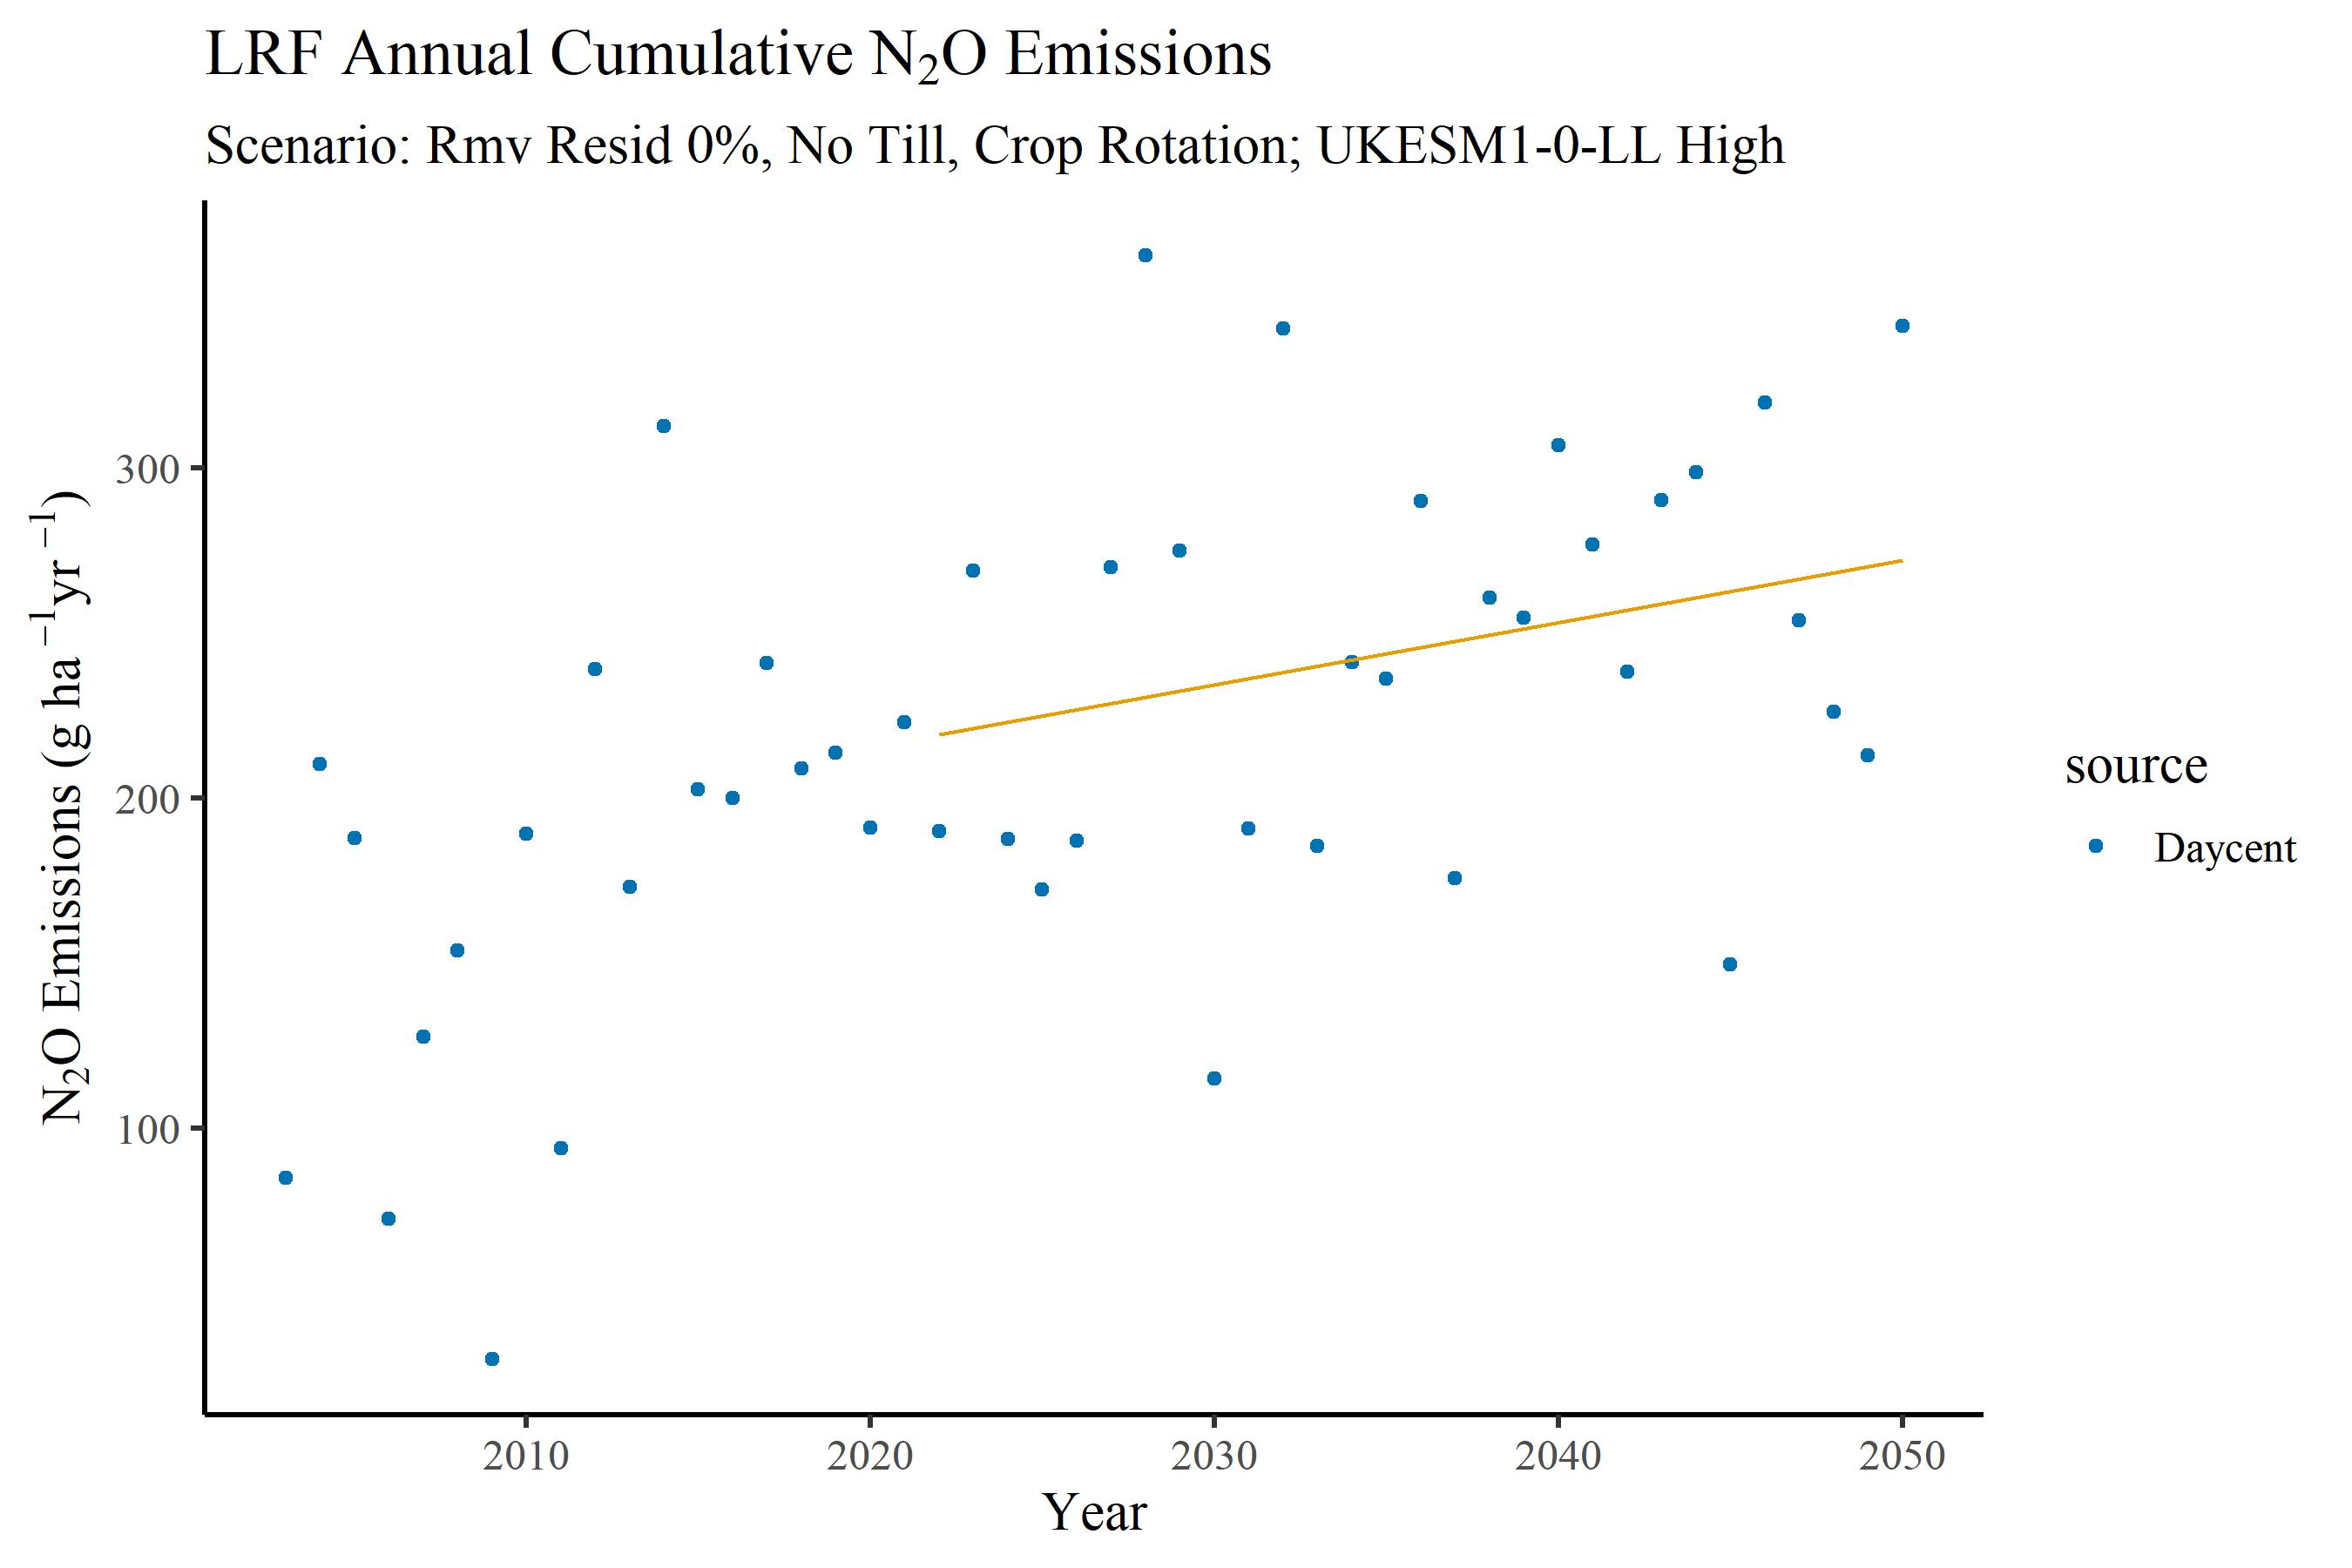 LRF Annual Cumulative N₂O Emissions
Scenario: Rmv Resid 0%, No Till, Crop Rotation; UKESM1-0-LL High
N₂O Emissions (g ha ⁻¹yr ⁻¹)
300
200
100
2010
2020
2030
2040
2050
Year
source
Daycent